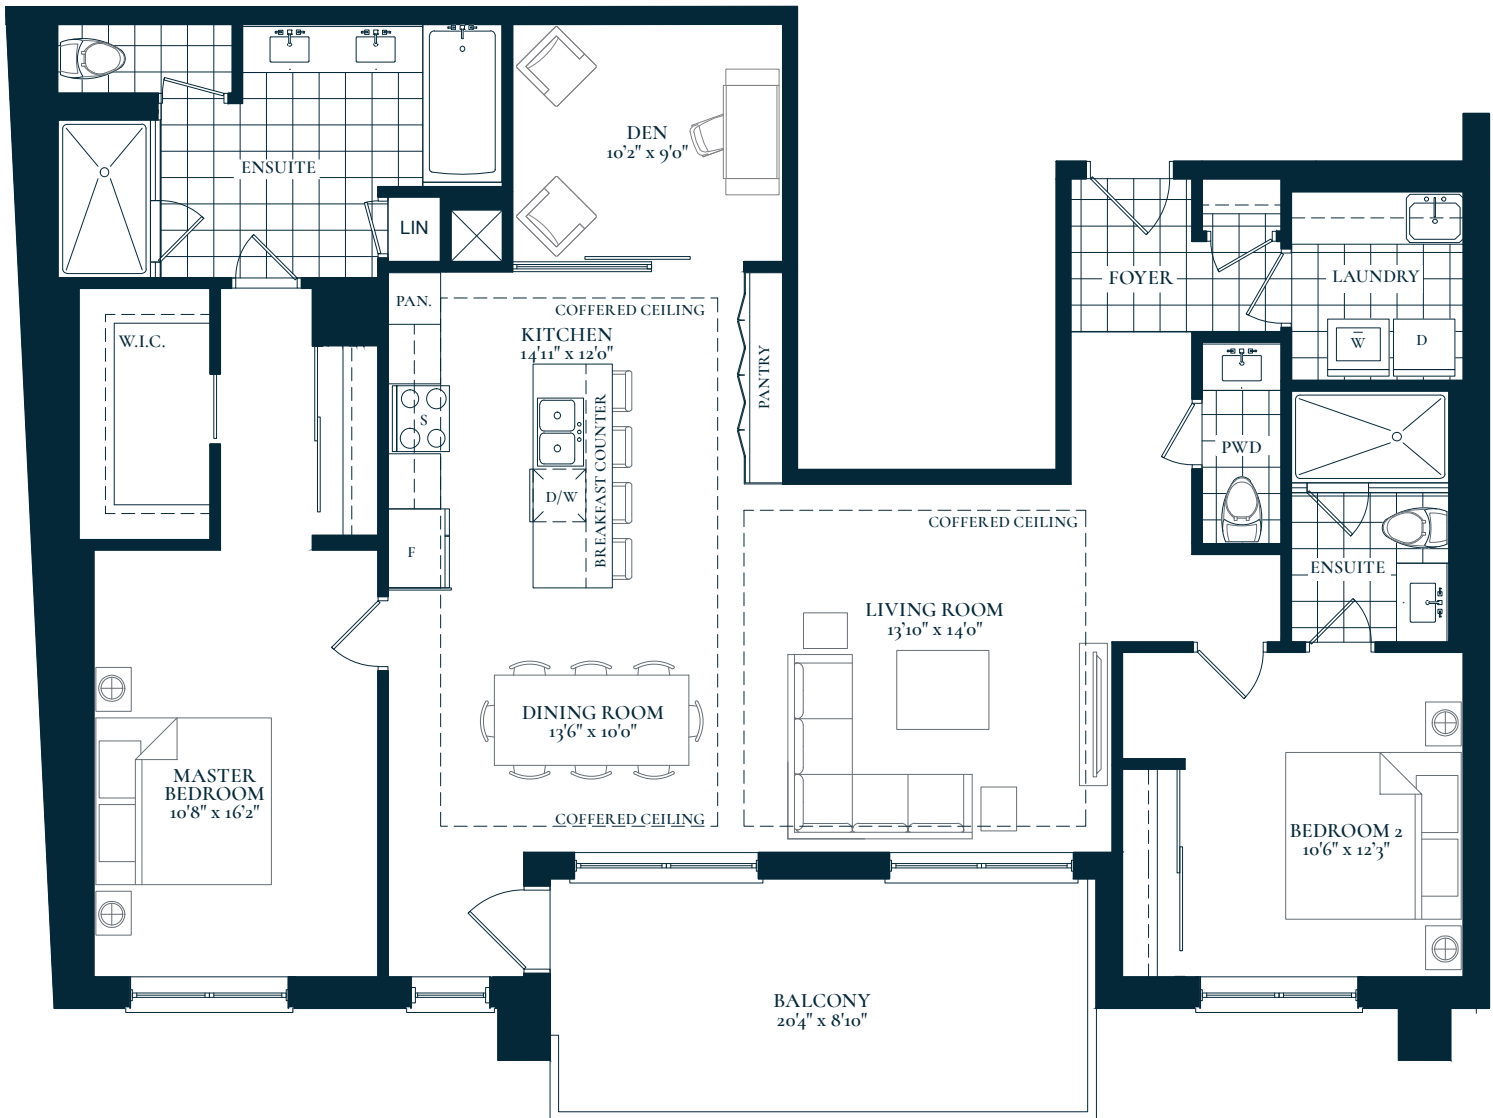 DEN
10'2" x 9'0"
ENSUITE
LIN
FOYER
LAUNDRY
PAN.
COFFERED CEILING
KITCHEN
14'11" x 12'0"
W.I.C.
PANTRY
W
D
S
BREAKFAST COUNTER
PWD
D/W
COFFERED CEILING
F
ENSUITE
LIVING ROOM
13'10" x 14'0"
DINING ROOM
13'6" x 10'0"
MASTER
BEDROOM
10'8" x 16'2"
COFFERED CEILING
BEDROOM 2
10'6" x 12'3"
BALCONY
20'4" x 8'10"